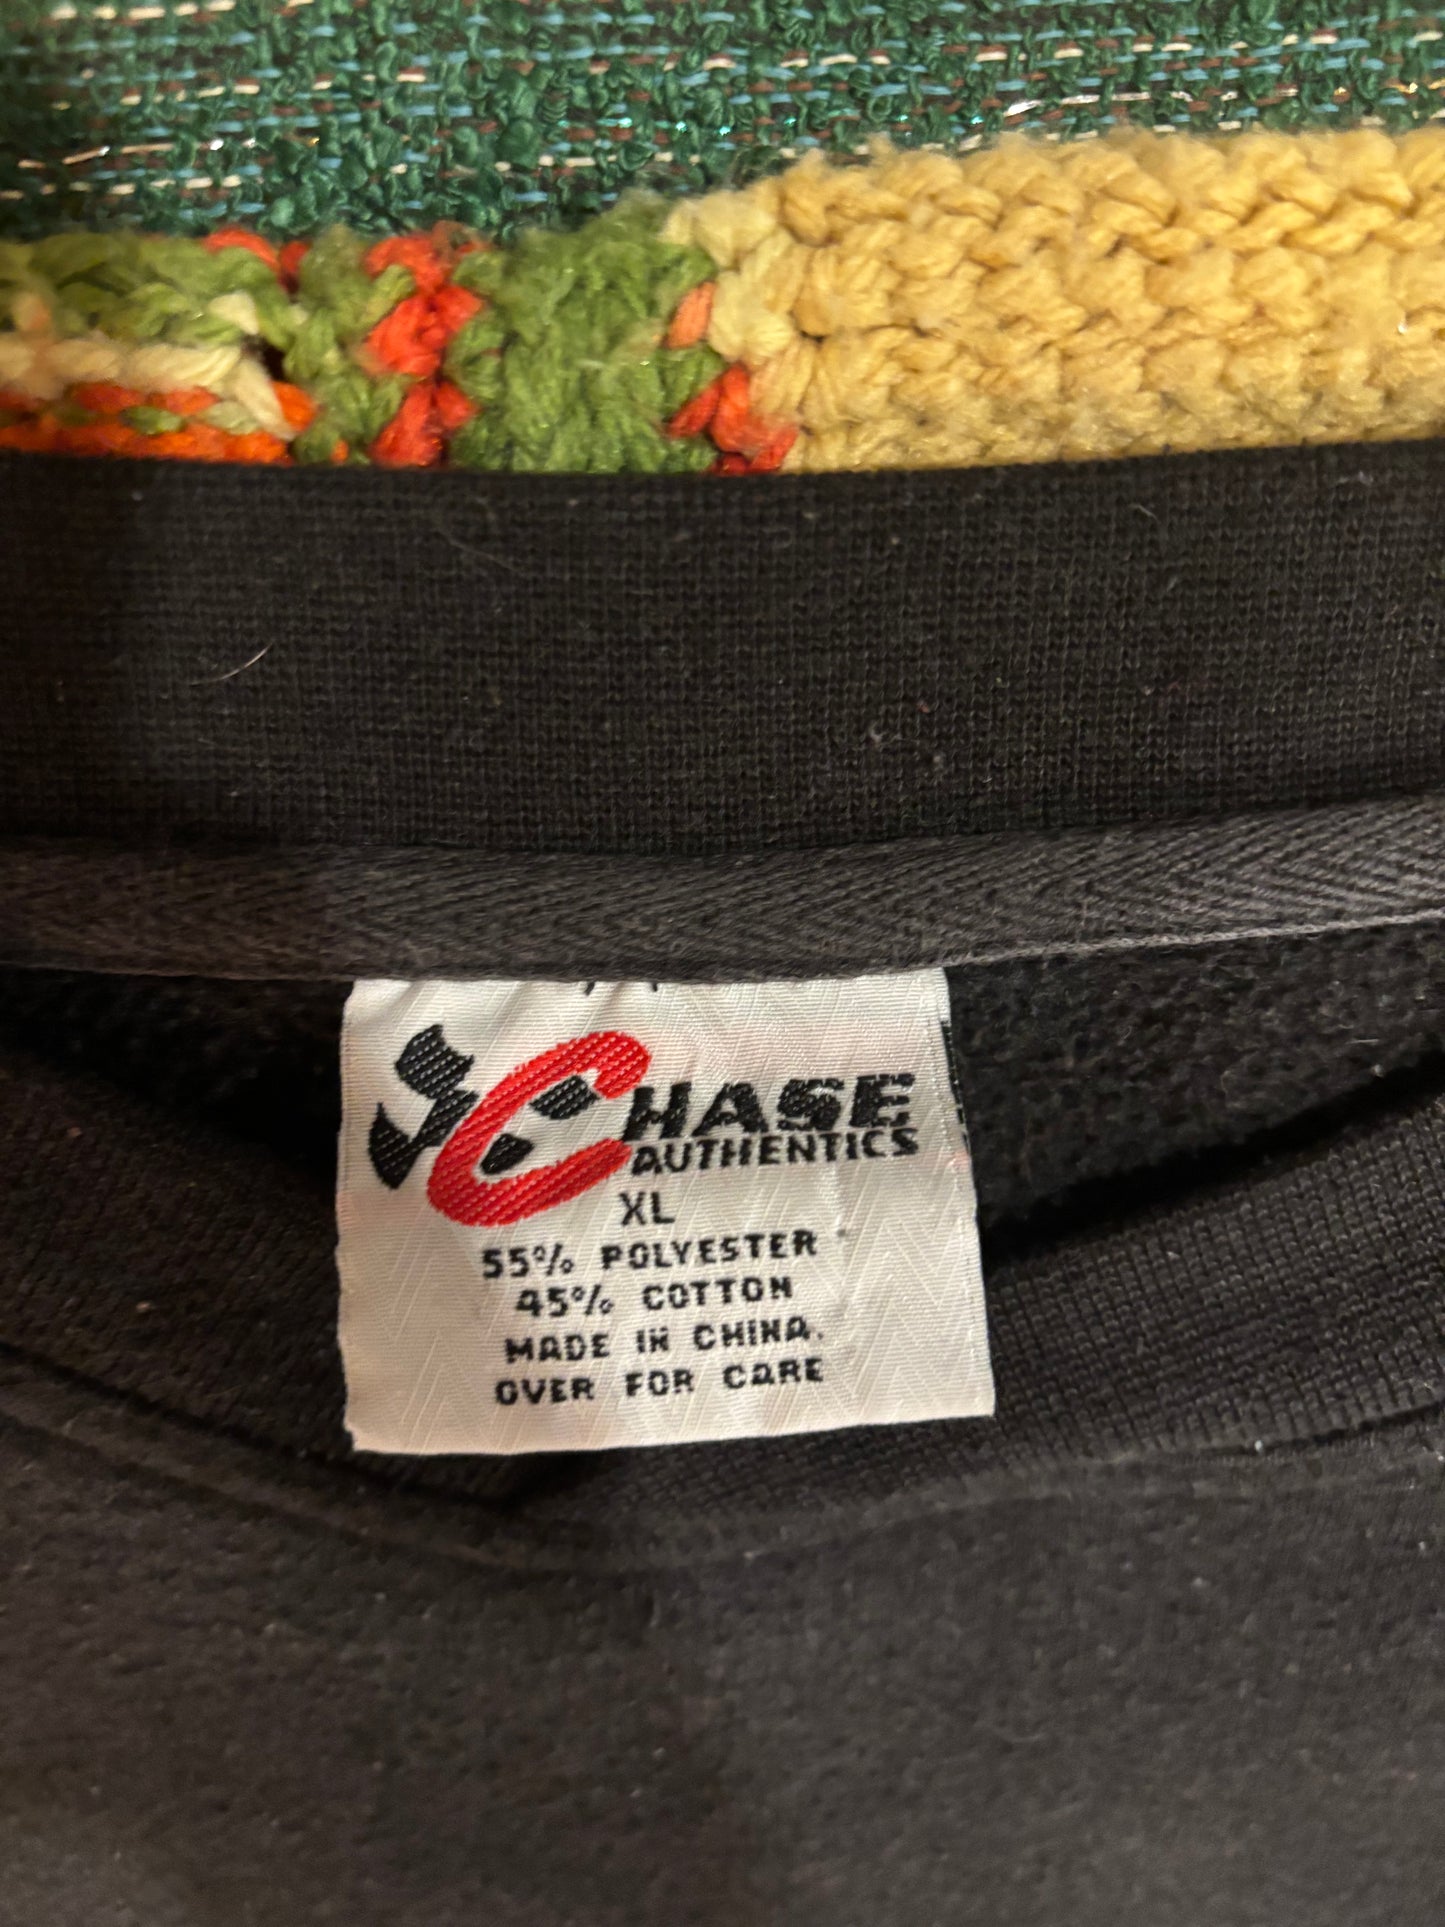 CHASE
AUTHENTICS
XL
55% POLYESTER
45% COTTON
MADE IN CHINA.
OVER FOR CARE